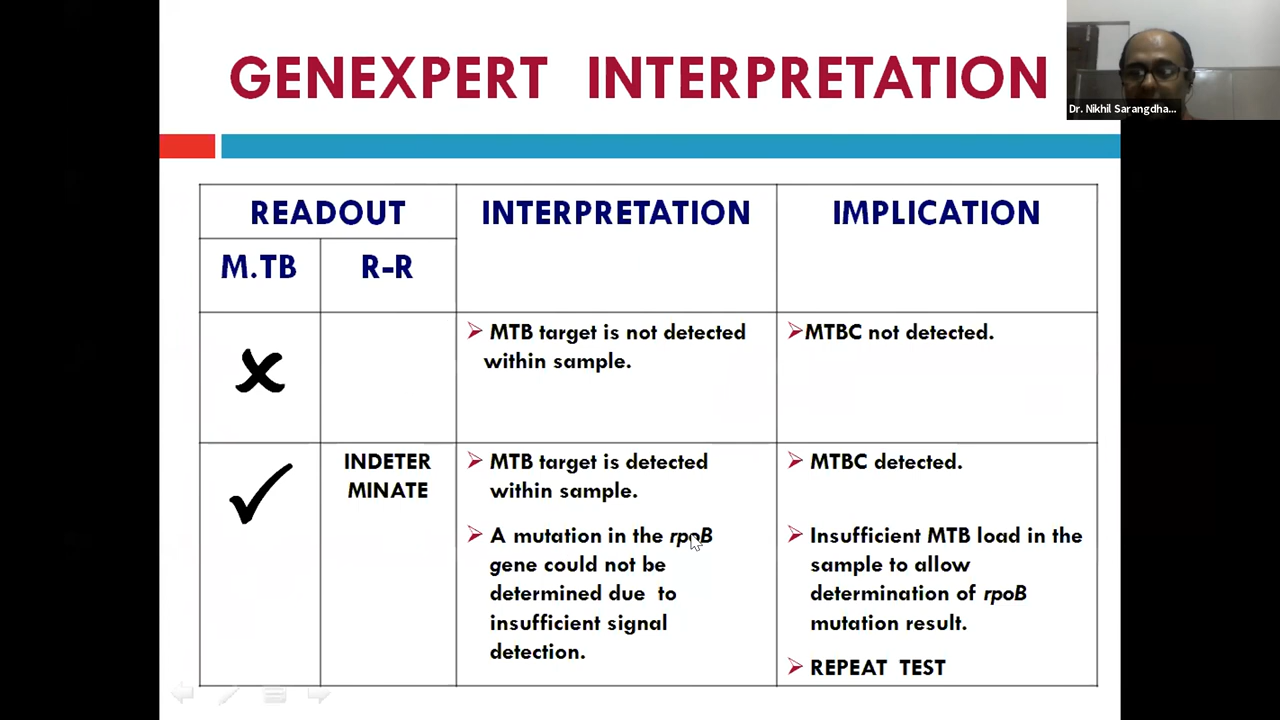 GENEXPERT INTERPRETATION
Dr. Nikhil Sarangdha...
READOUT
INTERPRETATION
IMPLICATION
M.TB
R-R
MTB target is not detected
within sample.
MTBC not detected.
INDETER
MINATE
MTB target is detected
within sample.
A mutation in the rpoB
gene could not be
determined due to
insufficient signal
detection.
MTBC detected.
Insufficient MTB load in the
sample to allow
determination of rpoB
mutation result.
REPEAT TEST